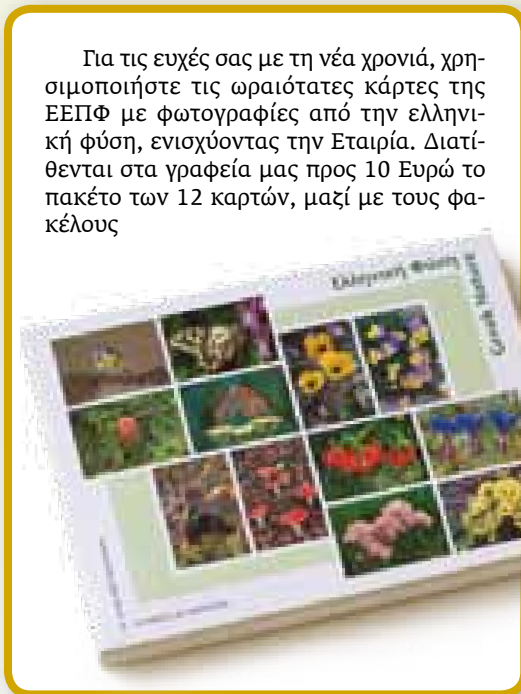 Για τις ευχές σας με τη νέα χρονιά, χρη-
σιμοποιήστε τις ωραιότατες κάρτες της
ΕΕΠΦ με φωτογραφίες από την ελληνι-
κή φύση, ενισχύοντας την Εταιρία. Διατί-
θενται στα γραφεία μας προς 10 Ευρώ το
πακέτο των 12 καρτών, μαζί με τους φα-
κέλους
Ελληνική Φύση
Greek Nature